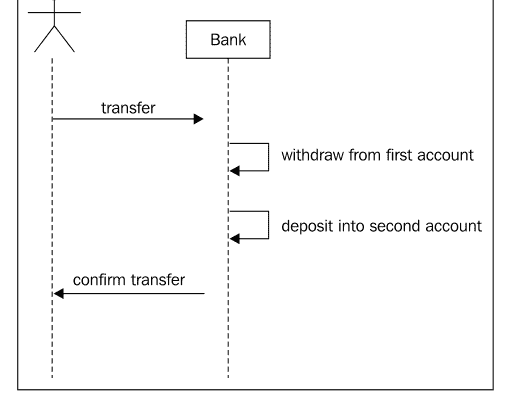 Bank
transfer
withdraw from first account
deposit into second account
confirm transfer